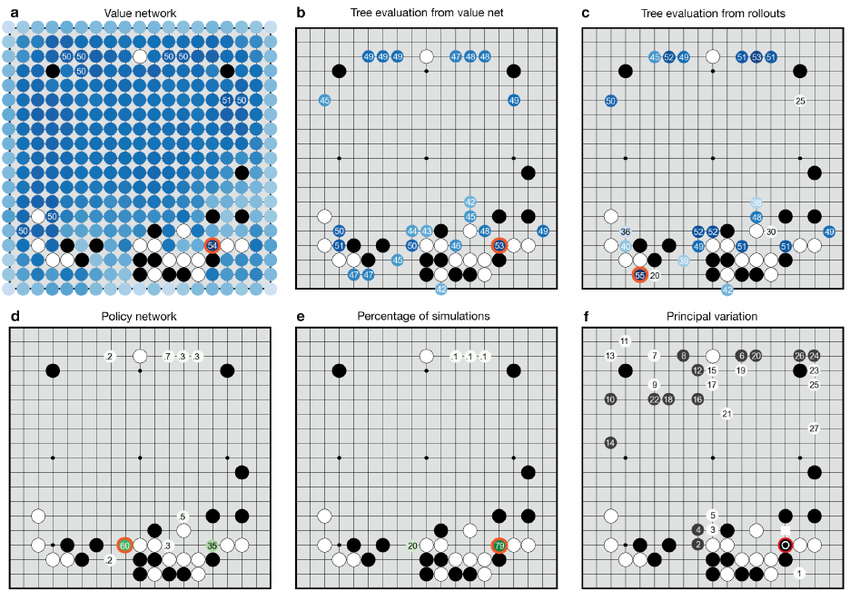 a Value network
50 50 50 50
50
51 50
50
50
54
b Tree evaluation from value net
49 49 49 47 48 48
45 49
42
45
50 44 43 48 49
51 50 46 53
45
47 47
42
c Tree evaluation from rollouts
45 52 49 51 53 51
50 25
38
48
36 52 52 30 49
40 49 51 51
39
55 20
42
d Policy network
.2 .7 .3 .3
.5
60 .3 35
.2
e Percentage of simulations
.1 .1 .1
20 79
f Principal variation
11
13 7 8 6 20 26 24
12 15 19 23
9 17 25
10 22 18 16
21
27
14
5
4 3
2
1